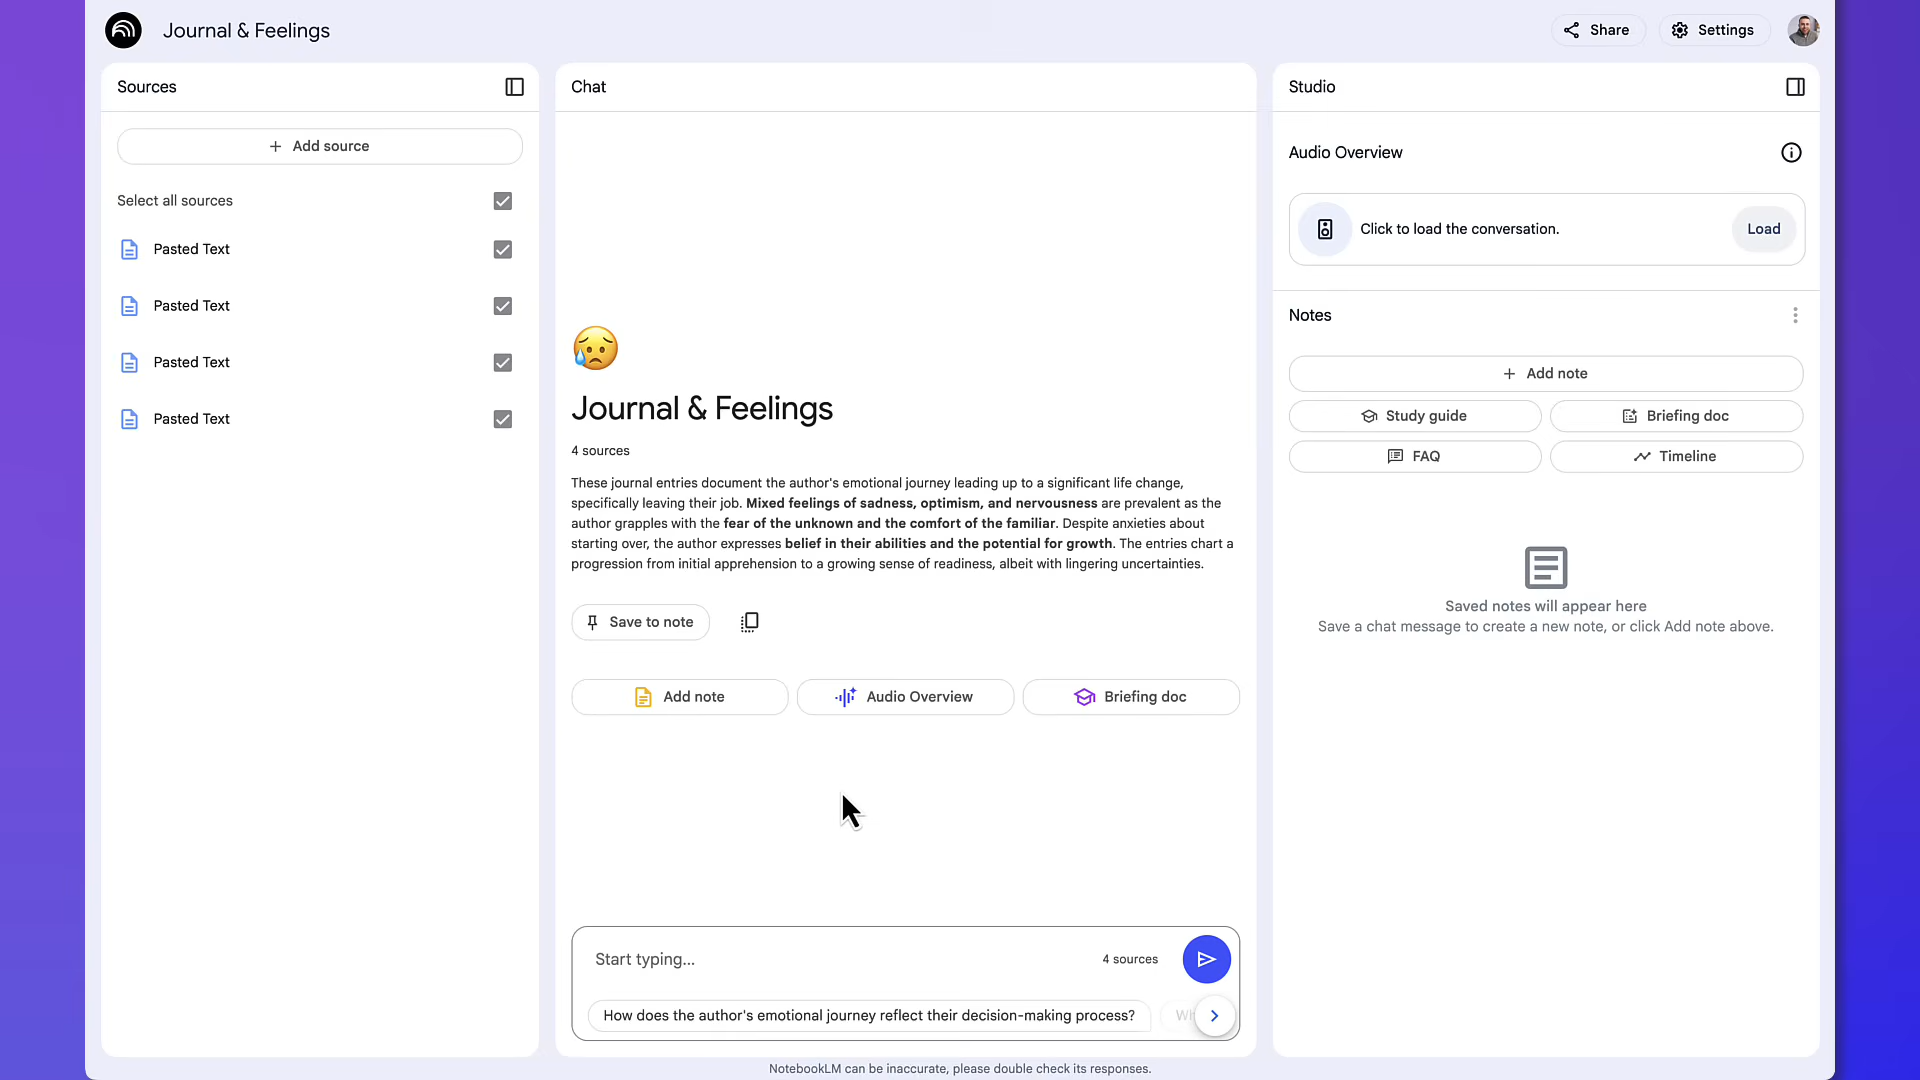 Journal & Feelings
Share
Settings
Sources
Add source
Select all sources
Pasted Text
Pasted Text
Pasted Text
Pasted Text
Chat
Journal & Feelings
4 sources
These journal entries document the author's emotional journey leading up to a significant life change,
specifically leaving their job. Mixed feelings of sadness, optimism, and nervousness are prevalent as the
author grapples with the fear of the unknown and the comfort of the familiar. Despite anxieties about
starting over, the author expresses belief in their abilities and the potential for growth. The entries chart a
progression from initial apprehension to a growing sense of readiness, albeit with lingering uncertainties.
Save to note
Add note
Audio Overview
Briefing doc
Start typing...
4 sources
How does the author's emotional journey reflect their decision-making process?
Studio
Audio Overview
Click to load the conversation.
Load
Notes
Add note
Study guide
Briefing doc
FAQ
Timeline
Saved notes will appear here
Save a chat message to create a new note, or click Add note above.
NotebookLM can be inaccurate, please double check its responses.